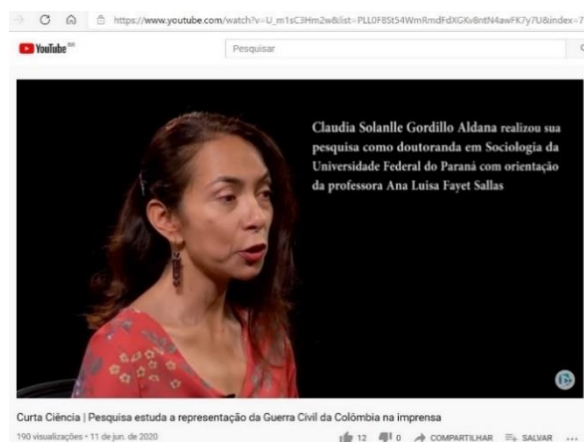 https://www.youtube.com/watch?v=U_m1sC3Hm2w&list=PLL0F8St54WmRmdFdXGKv8ntN4awFK7y7U&index=7
YouTube BR
Pesquisar
Claudia Solanlle Gordillo Aldana realizou sua
pesquisa como doutoranda em Sociologia da
Universidade Federal do Paraná com orientação
da professora Ana Luisa Fayet Sallas
Curta Ciência | Pesquisa estuda a representação da Guerra Civil da Colômbia na imprensa
190 visualizações • 11 de jun. de 2020
12
0
COMPARTILHAR
SALVAR